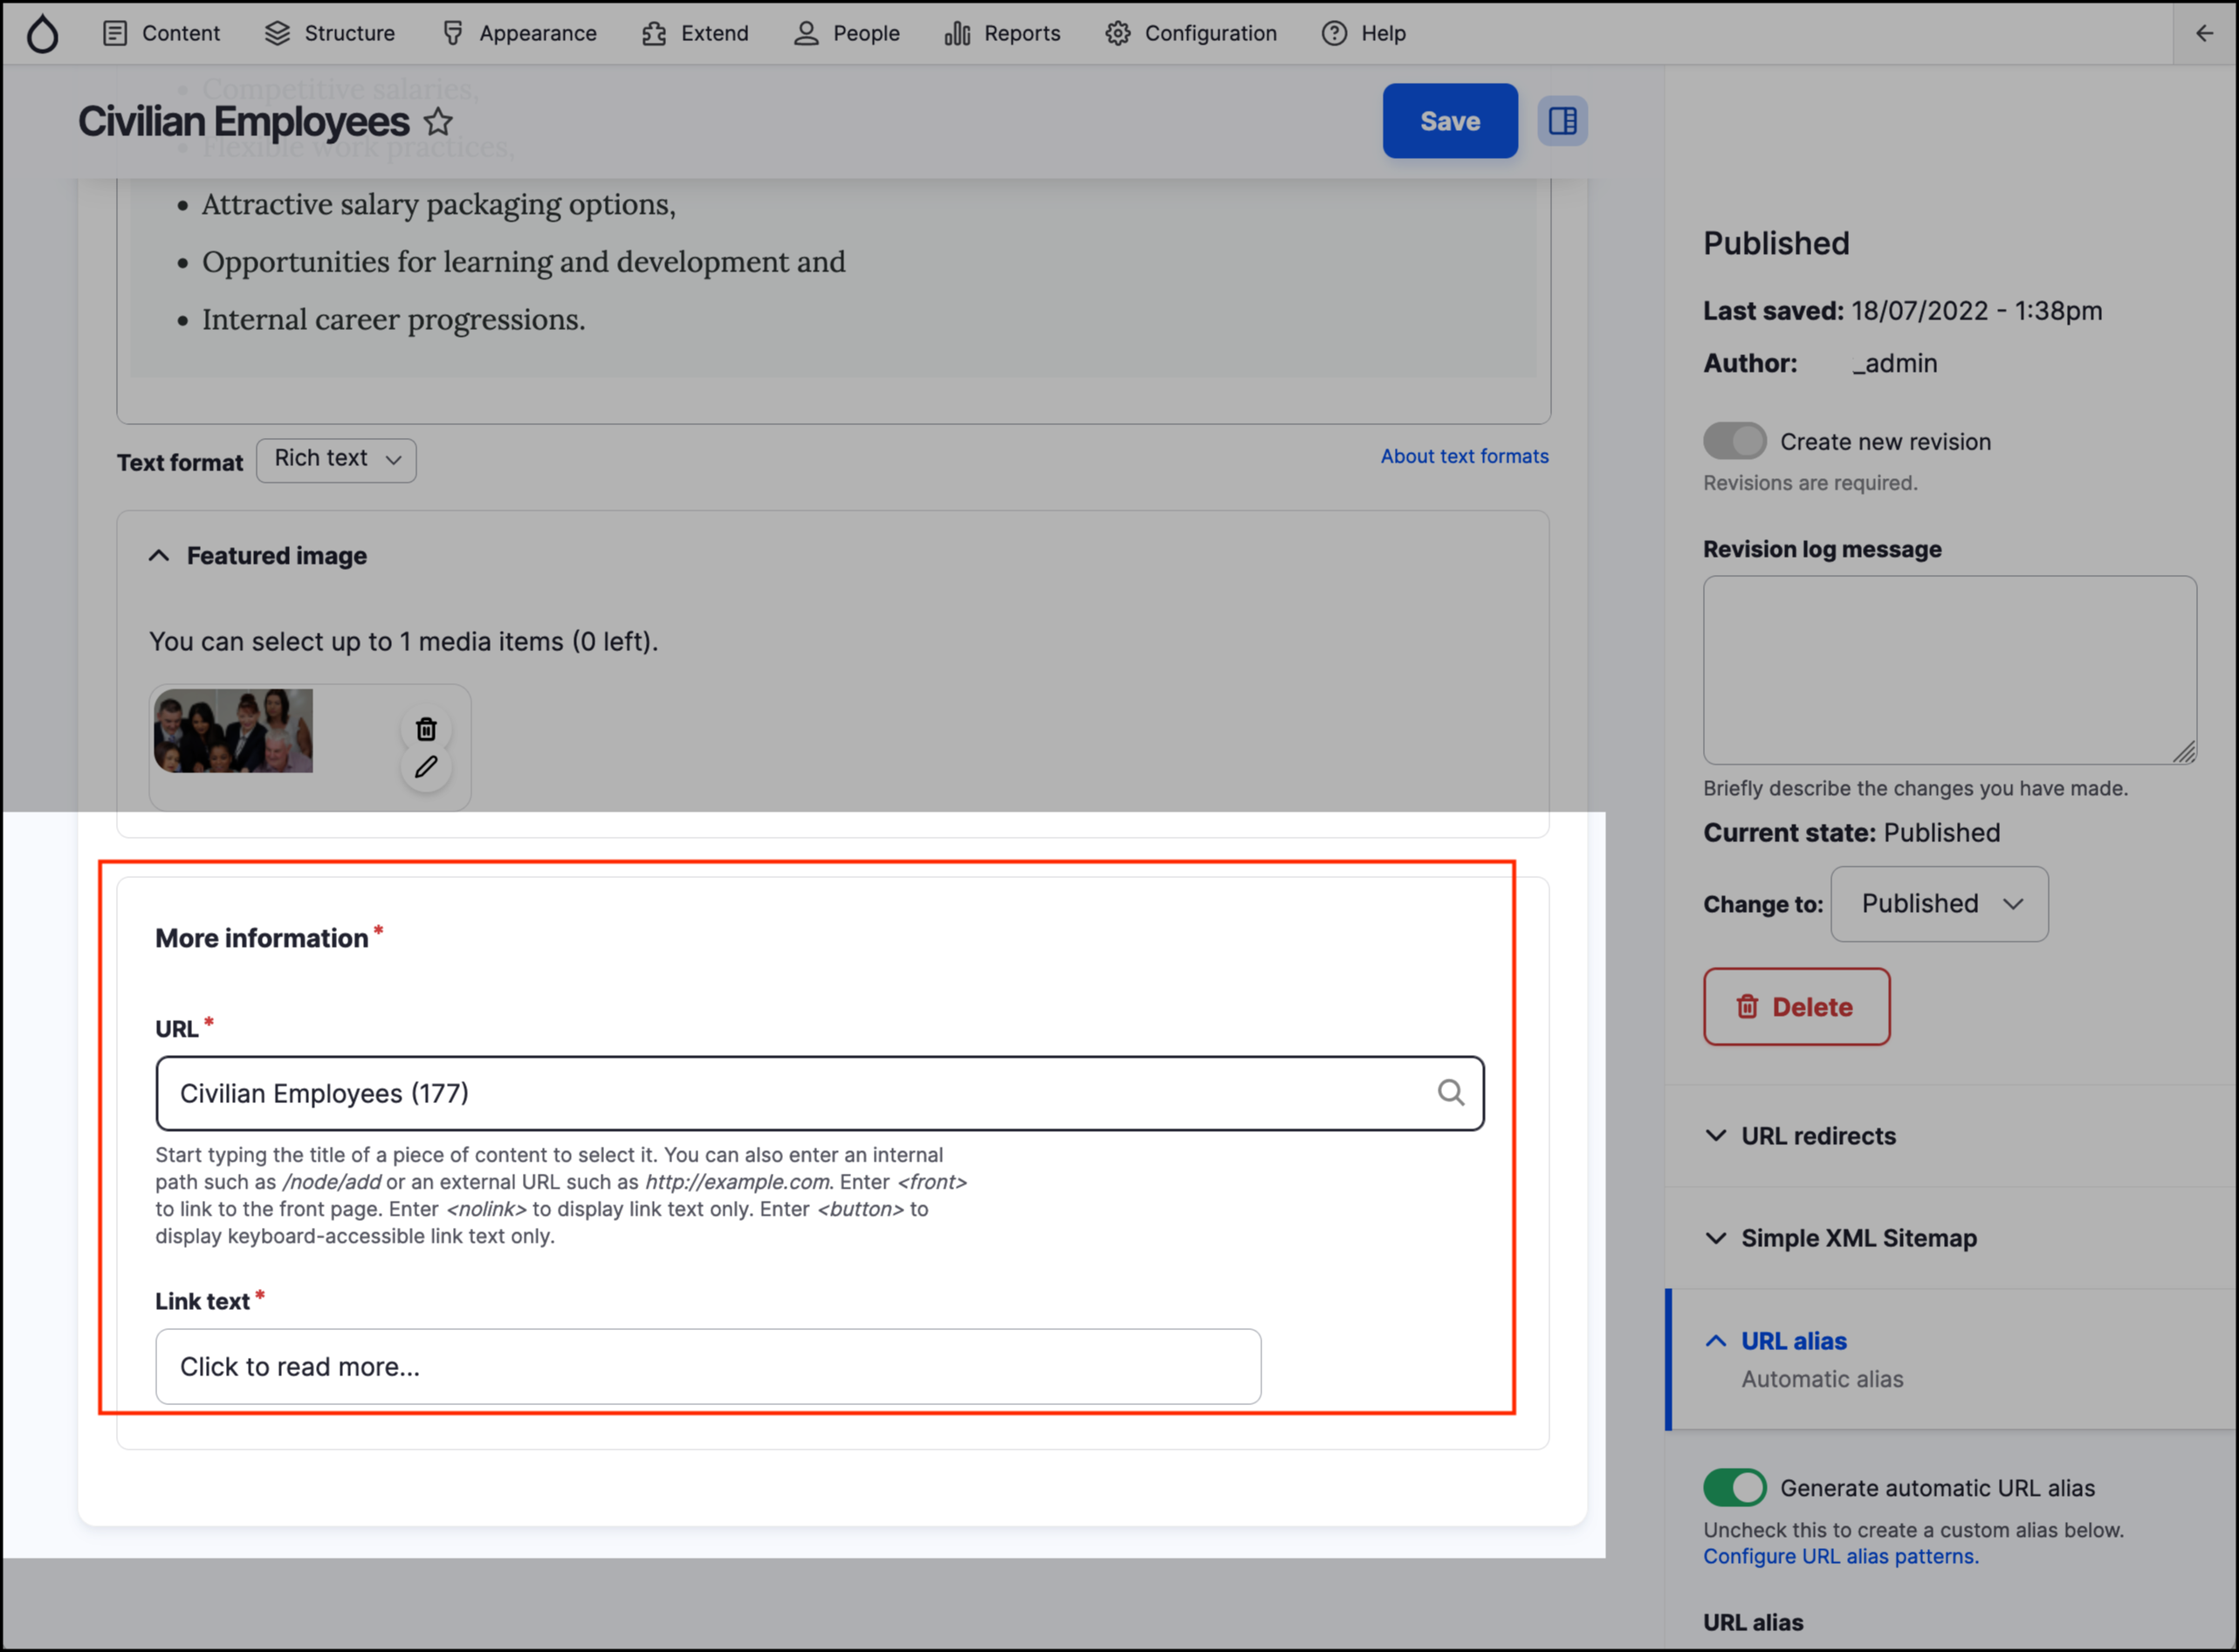 Content
Structure
Appearance
Extend
People
Reports
Configuration
Help
Competitive salaries,
Civilian Employees
Save
Flexible work practices,
Attractive salary packaging options,
Opportunities for learning and development and
Internal career progressions.
Text format
Rich text
About text formats
Featured image
You can select up to 1 media items (0 left).
More information *
URL *
Civilian Employees (177)
Start typing the title of a piece of content to select it. You can also enter an internal
path such as /node/add or an external URL such as http://example.com. Enter <front>
to link to the front page. Enter <nolink> to display link text only. Enter <button> to
display keyboard-accessible link text only.
Link text *
Click to read more...
Published
Last saved: 18/07/2022 - 1:38pm
Author: _admin
Create new revision
Revisions are required.
Revision log message
Briefly describe the changes you have made.
Current state: Published
Change to: Published
Delete
URL redirects
Simple XML Sitemap
URL alias
Automatic alias
Generate automatic URL alias
Uncheck this to create a custom alias below.
Configure URL alias patterns.
URL alias